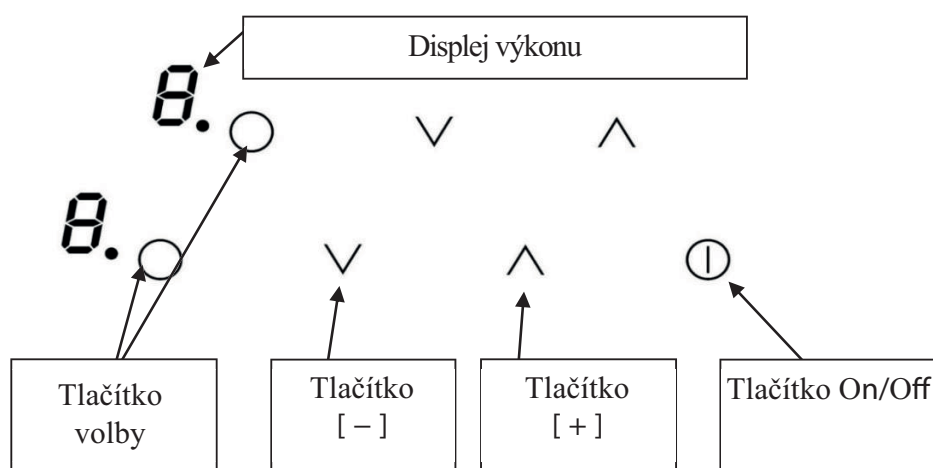 Displej výkonu
8.
8.
Tlačítko
volby
Tlačítko
[ − ]
Tlačítko
[ + ]
Tlačítko On/Off